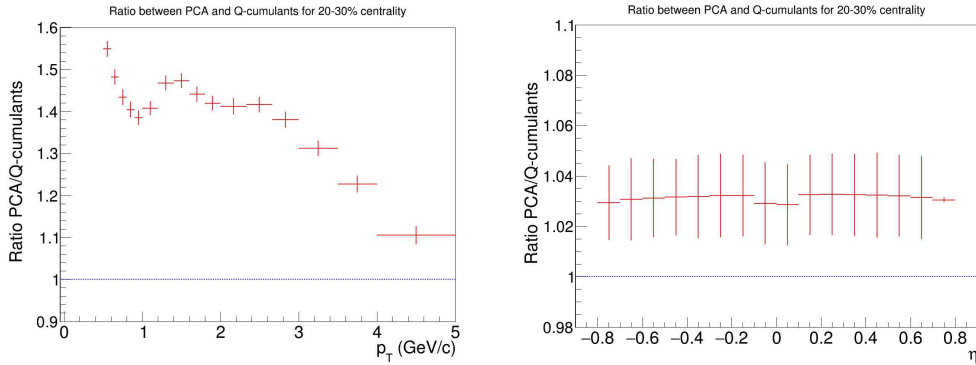 Ratio between PCA and Q-cumulants for 20-30% centrality
Ratio PCA/Q-cumulants
1.6
1.5
1.4
1.3
1.2
1.1
1
0.9
0 1 2 3 4 5
p_T (GeV/c)
Ratio between PCA and Q-cumulants for 20-30% centrality
Ratio PCA/Q-cumulants
1.1
1.08
1.06
1.04
1.02
1
0.98
−0.8 −0.6 −0.4 −0.2 0 0.2 0.4 0.6 0.8
η